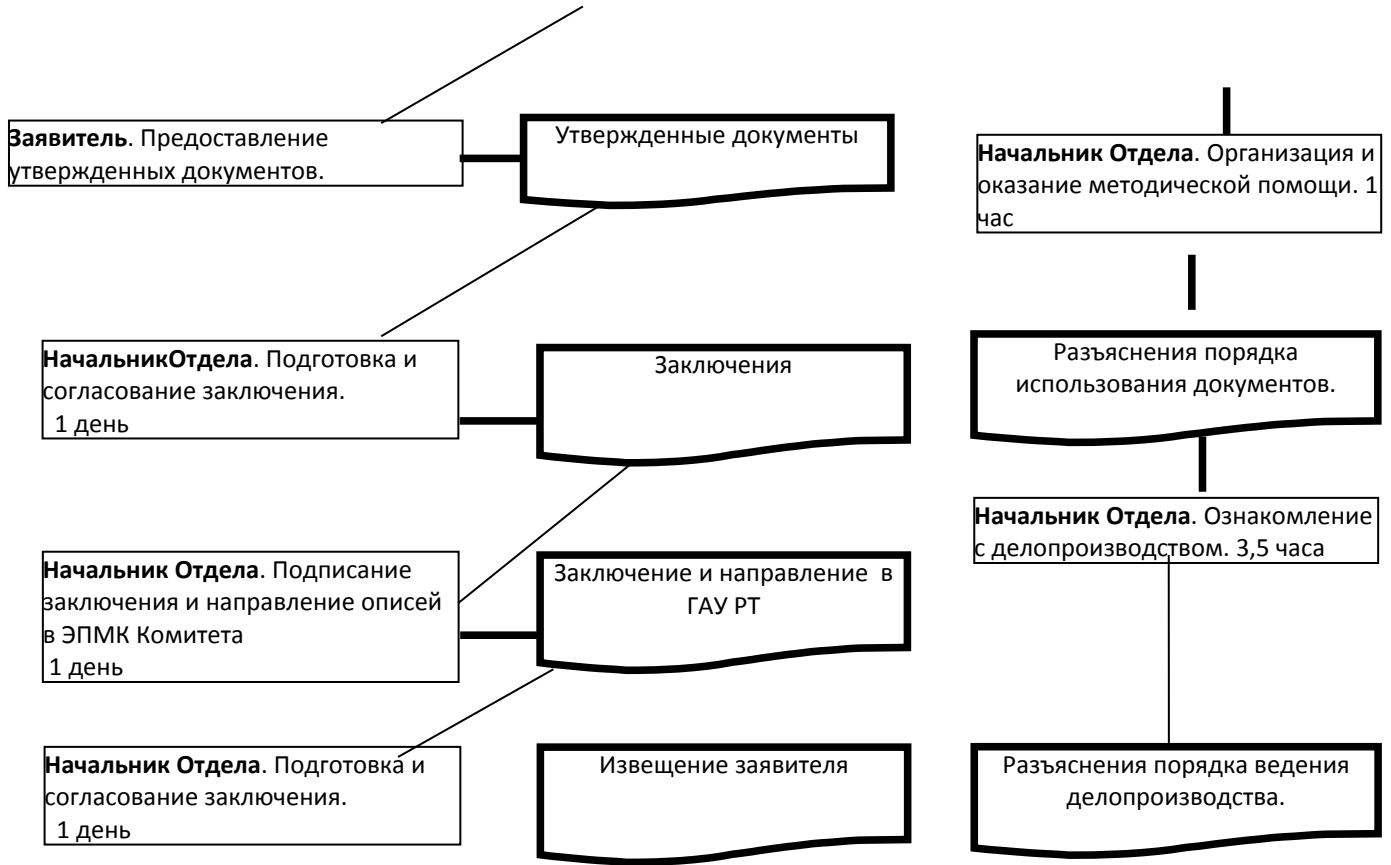 Заявитель. Предоставление
утвержденных документов.
Утвержденные документы
Начальник Отдела. Организация и
оказание методической помощи. 1
час
НачальникОтдела. Подготовка и
согласование заключения.
1 день
Заключения
Разъяснения порядка
использования документов.
Начальник Отдела. Ознакомление
с делопроизводством. 3,5 часа
Начальник Отдела. Подписание
заключения и направление описей
в ЭПМК Комитета
1 день
Заключение и направление в
ГАУ РТ
Начальник Отдела. Подготовка и
согласование заключения.
1 день
Извещение заявителя
Разъяснения порядка ведения
делопроизводства.